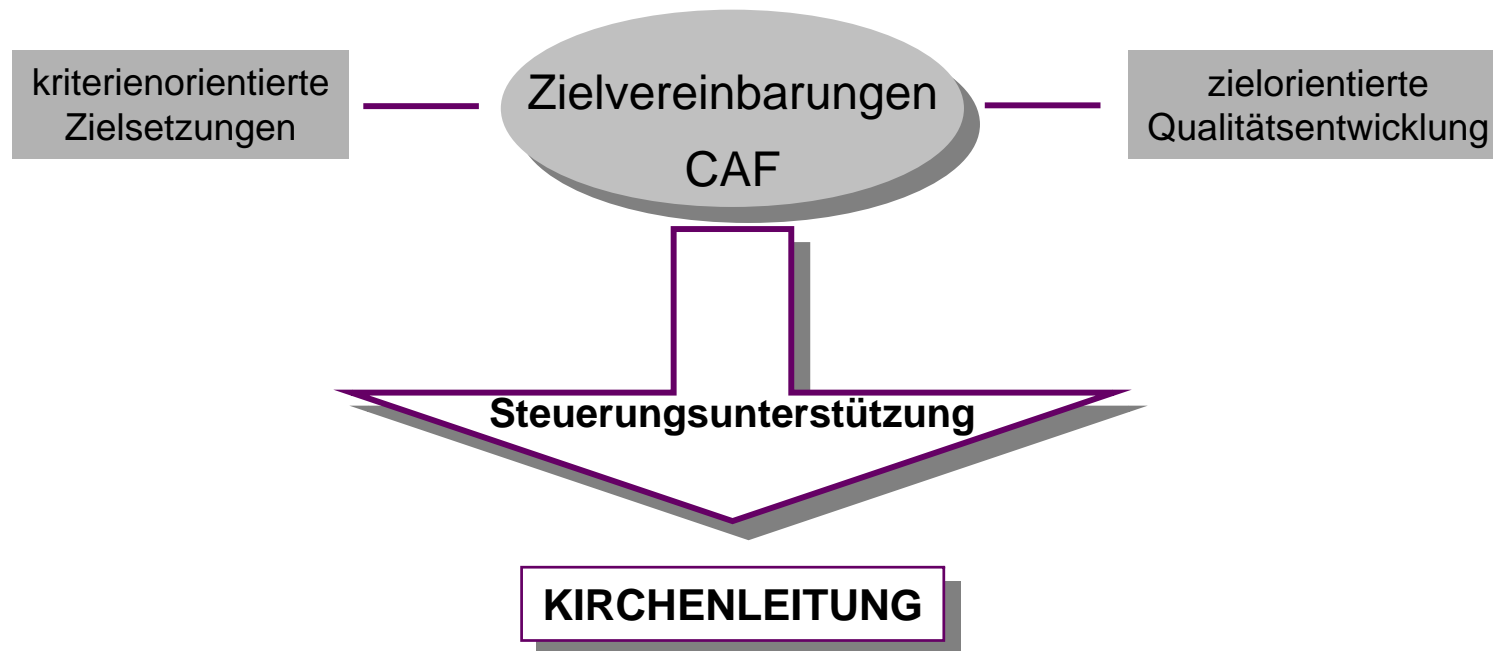 kriterienorientierte
Zielsetzungen
Zielvereinbarungen
CAF
zielorientierte
Qualitätsentwicklung
Steuerungsunterstützung
KIRCHENLEITUNG